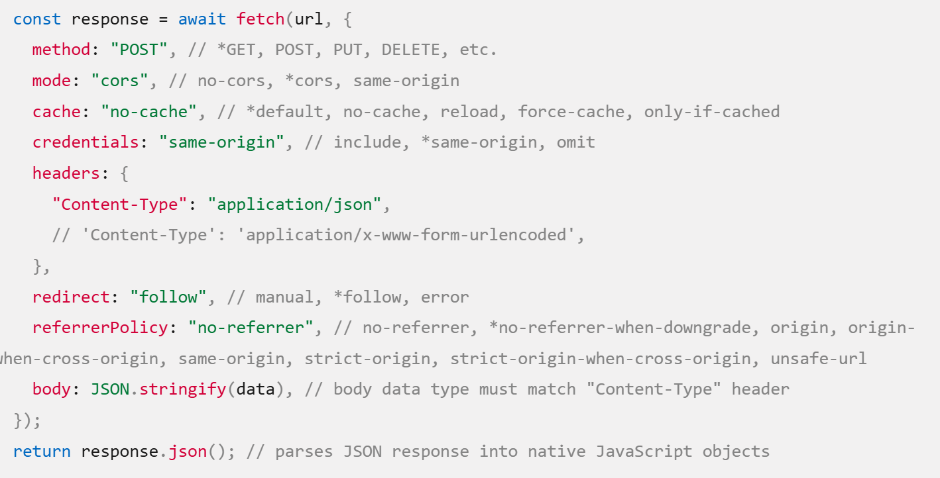 const response = await fetch(url, {
method: "POST", // *GET, POST, PUT, DELETE, etc.
mode: "cors", // no-cors, *cors, same-origin
cache: "no-cache", // *default, no-cache, reload, force-cache, only-if-cached
credentials: "same-origin", // include, *same-origin, omit
headers: {
"Content-Type": "application/json",
// 'Content-Type': 'application/x-www-form-urlencoded',
},
redirect: "follow", // manual, *follow, error
referrerPolicy: "no-referrer", // no-referrer, *no-referrer-when-downgrade, origin, origin-
when-cross-origin, same-origin, strict-origin, strict-origin-when-cross-origin, unsafe-url
body: JSON.stringify(data), // body data type must match "Content-Type" header
});
return response.json(); // parses JSON response into native JavaScript objects